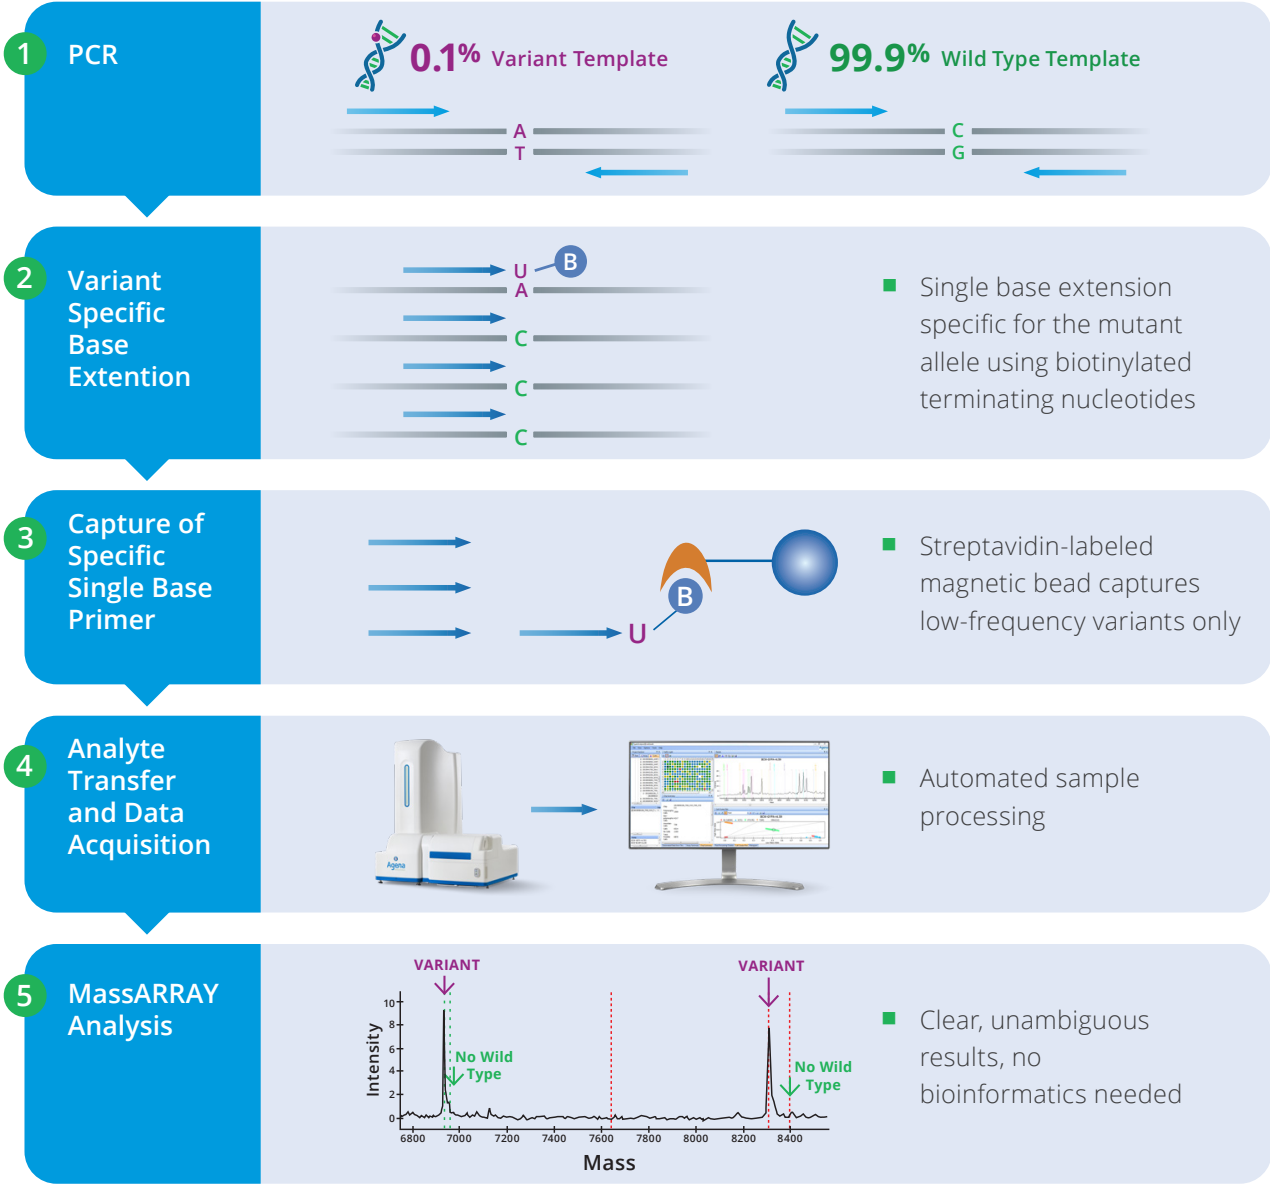 1
PCR
0.1% Variant Template
99.9% Wild Type Template
A
T
C
G
2
Variant
Specific
Base
Extention
U
B
A
C
C
C
Single base extension
specific for the mutant
allele using biotinylated
terminating nucleotides
3
Capture of
Specific
Single Base
Primer
B
U
Streptavidin-labeled
magnetic bead captures
low-frequency variants only
4
Analyte
Transfer
and Data
Acquisition
Agena
Automated sample
processing
5
MassARRAY
Analysis
VARIANT
VARIANT
Intensity
10
8
6
4
2
0
No Wild
Type
No Wild
Type
6800 7000 7200 7400 7600 7800 8000 8200 8400
Mass
Clear, unambiguous
results, no
bioinformatics needed